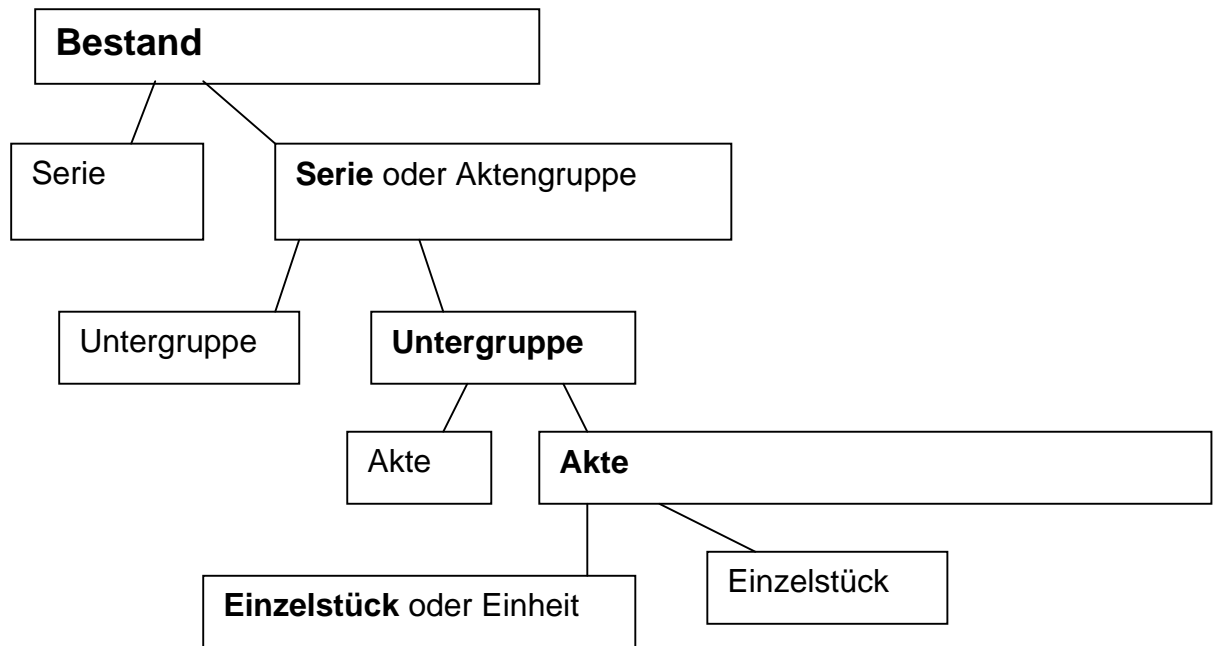 Bestand
Serie
Serie oder Aktengruppe
Untergruppe
Untergruppe
Akte
Akte
Einzelstück
Einzelstück oder Einheit